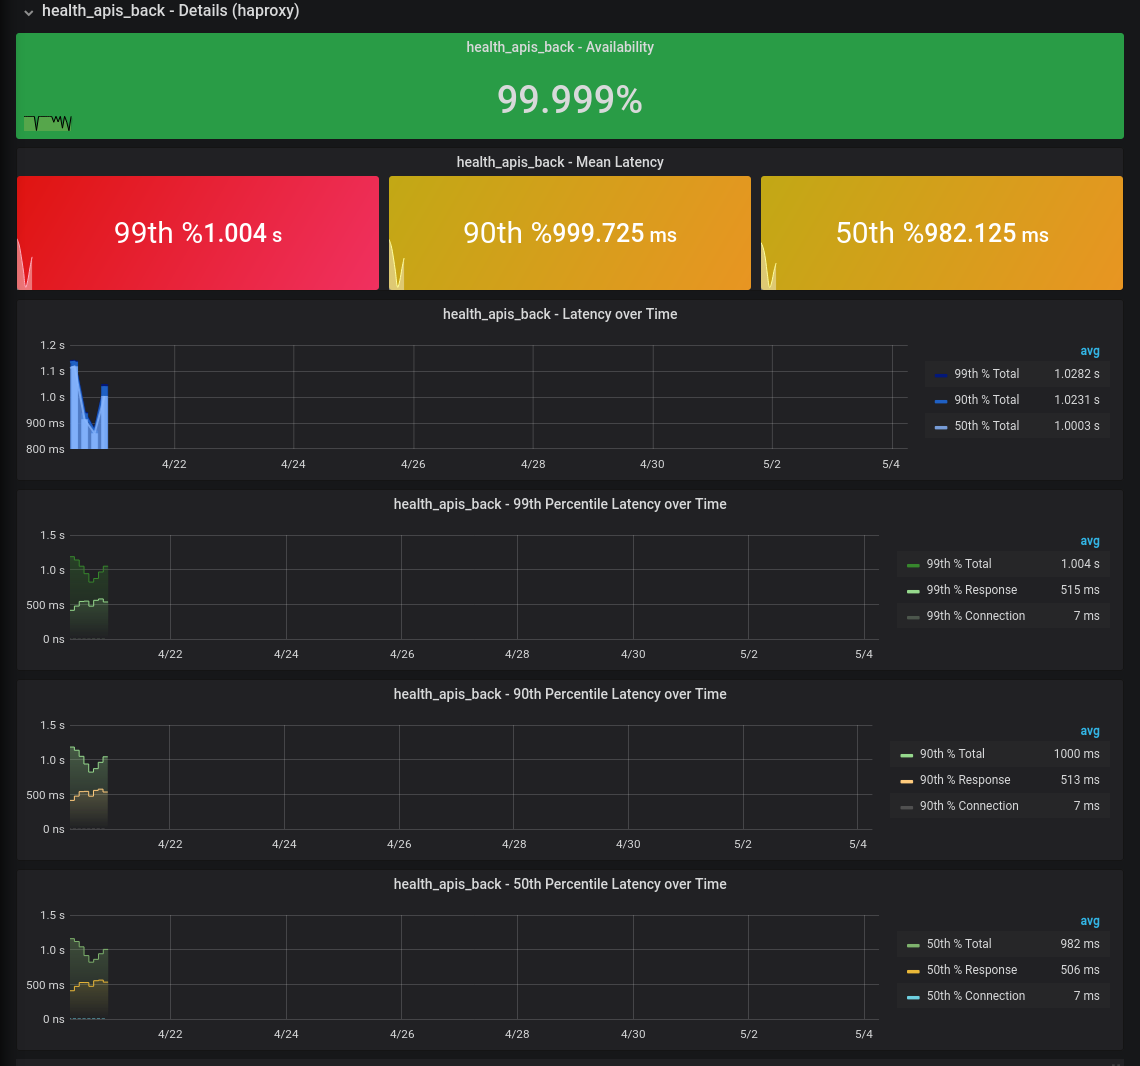 health_apis_back - Details (haproxy)
health_apis_back - Availability
99.999%
health_apis_back - Mean Latency
99th %1.004 s
90th %999.725 ms
50th %982.125 ms
health_apis_back - Latency over Time
1.2 s
1.1 s
1.0 s
900 ms
800 ms
4/22 4/24 4/26 4/28 4/30 5/2 5/4
avg
99th % Total 1.0282 s
90th % Total 1.0231 s
50th % Total 1.0003 s
health_apis_back - 99th Percentile Latency over Time
1.5 s
1.0 s
500 ms
0 ns
4/22 4/24 4/26 4/28 4/30 5/2 5/4
avg
99th % Total 1.004 s
99th % Response 515 ms
99th % Connection 7 ms
health_apis_back - 90th Percentile Latency over Time
1.5 s
1.0 s
500 ms
0 ns
4/22 4/24 4/26 4/28 4/30 5/2 5/4
avg
90th % Total 1000 ms
90th % Response 513 ms
90th % Connection 7 ms
health_apis_back - 50th Percentile Latency over Time
1.5 s
1.0 s
500 ms
0 ns
4/22 4/24 4/26 4/28 4/30 5/2 5/4
avg
50th % Total 982 ms
50th % Response 506 ms
50th % Connection 7 ms